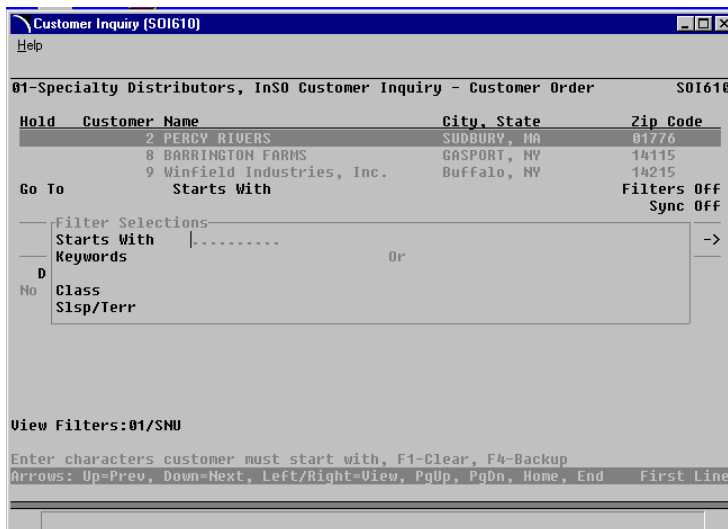 Customer Inquiry (SOI610)
Help
01-Specialty Distributors, InSO Customer Inquiry - Customer Order SOI610
Hold Customer Name City, State Zip Code
2 PERCY RIVERS SUDBURY, MA 01776
8 BARRINGTON FARMS GASPORT, NY 14115
9 Winfield Industries, Inc. Buffalo, NY 14215
Go To Starts With Filters Off
Sync Off
Filter Selections
Starts With ..........
->
Keywords Or
D
No Class
Slsp/Terr
View Filters:01/SNU
Enter characters customer must start with, F1-Clear, F4-Backup
Arrows: Up=Prev, Down=Next, Left/Right=View, PgUp, PgDn, Home, End First Line